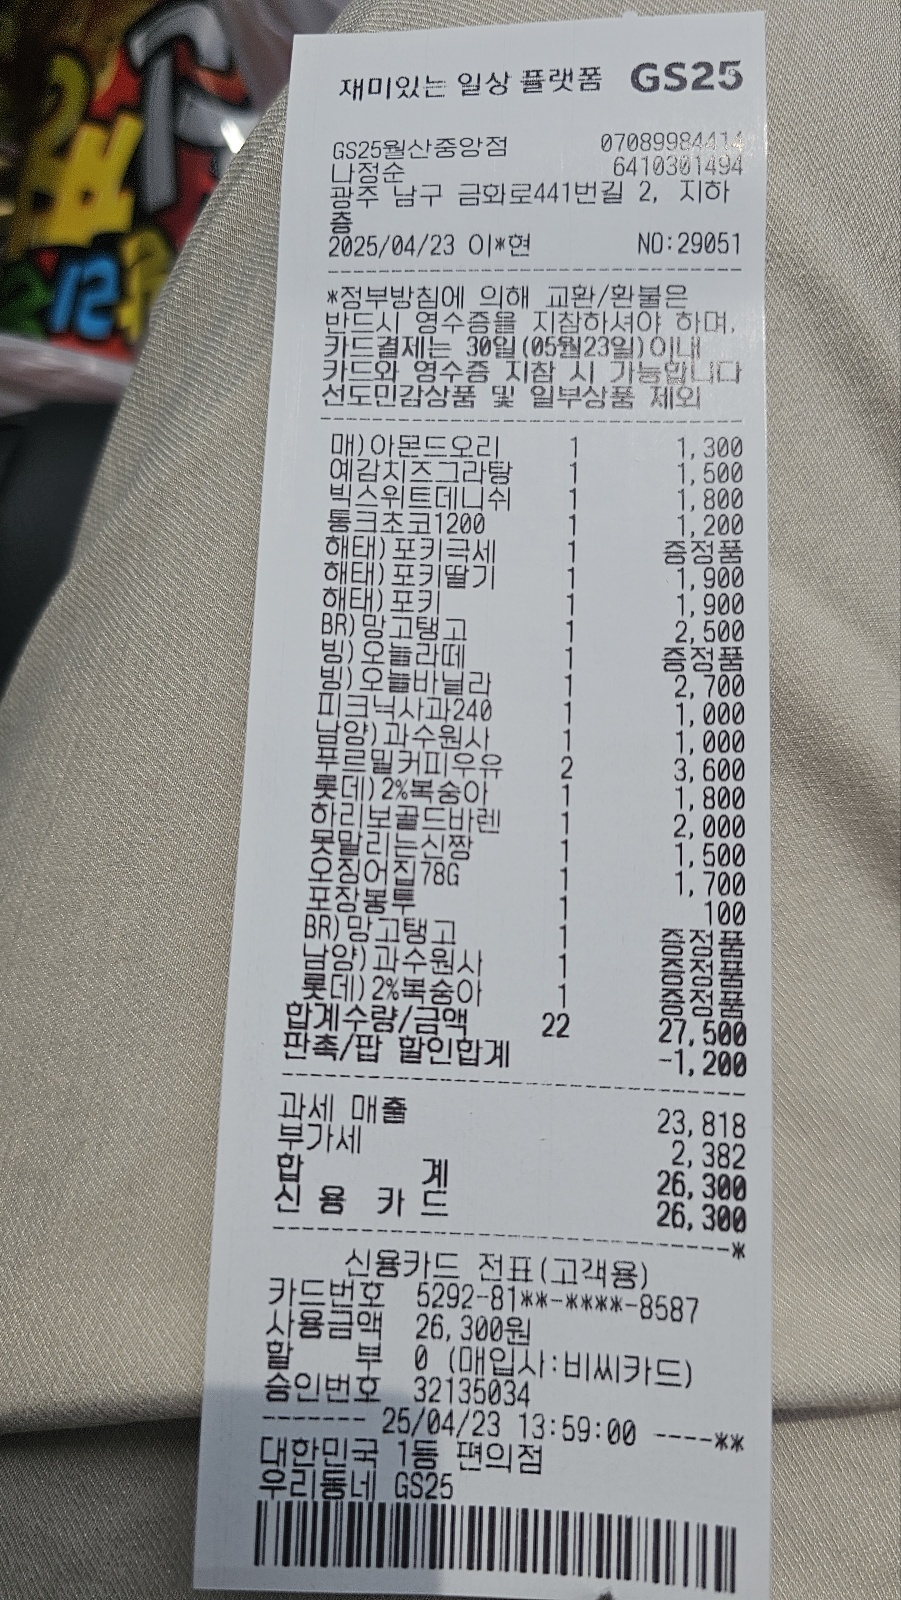 재미있는 일상 플랫폼 GS25
GS25월산중앙점 07089984414
나정순 6410301494
광주 남구 금화로441번길 2, 지하
층
2025/04/23 이*현 NO:29051
*정부방침에 의해 교환/환불은
반드시 영수증을 지참하셔야 하며,
카드결제는 30일(05월23일)이내
카드와 영수증 지참 시 가능합니다
선도민감상품 및 일부상품 제외
매)아몬드오리 1 1,300
예감치즈그라탕 1 1,500
빅스위트데니쉬 1 1,800
통크초코1200 1 1,200
해태)포키극세 1 증정품
해태)포키딸기 1 1,900
해태)포키 1 1,900
BR)망고탱고 1 2,500
빙)오늘라떼 1 증정품
빙)오늘바닐라 1 2,700
피크닉사과240 1 1,000
남양)과수원사 1 1,000
푸르밀커피우유 2 3,600
롯데)2%복숭아 1 1,800
하리보골드바렌 1 2,000
못말리는신짱 1 1,500
오징어집78G 1 1,700
포장봉투 1 100
BR)망고탱고 1 증정품
남양)과수원사 1 증정품
롯데)2%복숭아 1 증정품
합계수량/금액 22 27,500
판촉/팝 할인합계 -1,200
과세 매출 23,818
부가세 2,382
합 계 26,300
신 용 카 드 26,300
------*
신용카드 전표(고객용)
카드번호 5292-81**-****-8587
사용금액 26,300원
할 부 0 (매입사:비씨카드)
승인번호 32135034
------- 25/04/23 13:59:00 ----**
대한민국 1등 편의점
우리동네 GS25